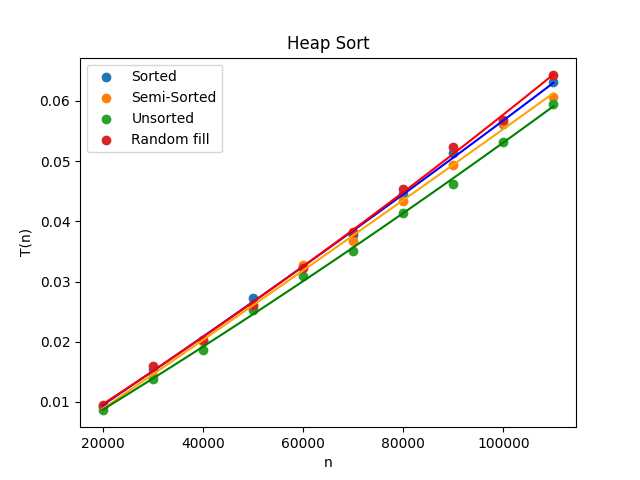 Heap Sort
Sorted
Semi-Sorted
Unsorted
Random fill
0.06
0.05
0.04
0.03
0.02
0.01
T(n)
20000 40000 60000 80000 100000
n